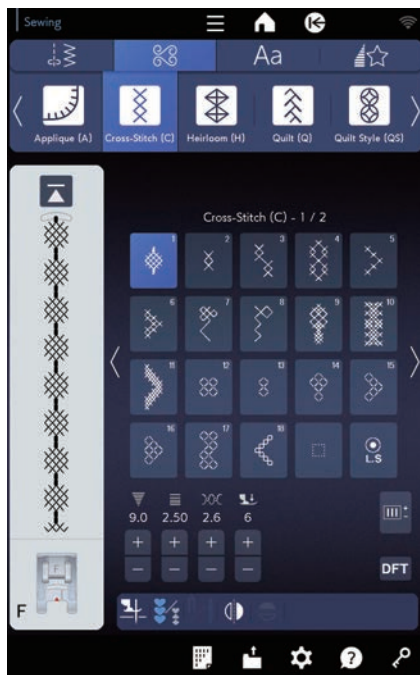 Sewing
Aa
Applique (A) Cross-Stitch (C) Heirloom (H) Quilt (Q) Quilt Style (QS)
Cross-Stitch (C) - 1 / 2
1 2 3 4 5
6 7 8 9 10
11 12 13 14 15
16 17 18 L.S
9.0 2.50 2.6 6
+ + + +
− − − −
DFT
F F